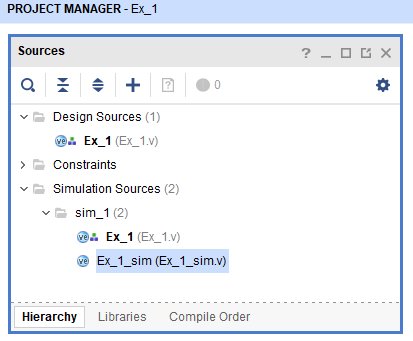 PROJECT MANAGER - Ex_1
Sources
? _ X
0
Design Sources (1)
Ex_1 (Ex_1.v)
Constraints
Simulation Sources (2)
sim_1 (2)
Ex_1 (Ex_1.v)
Ex_1_sim (Ex_1_sim.v)
Hierarchy Libraries Compile Order